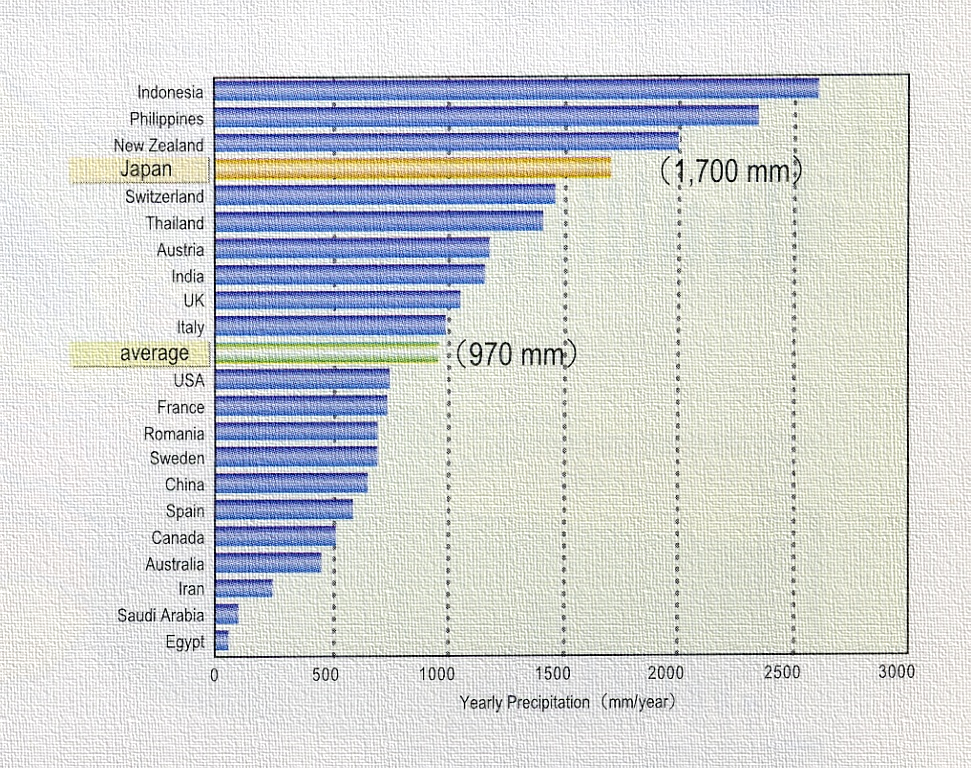 Indonesia
Philippines
New Zealand
Japan (1,700 mm)
Switzerland
Thailand
Austria
India
UK
Italy
average (970 mm)
USA
France
Romania
Sweden
China
Spain
Canada
Australia
Iran
Saudi Arabia
Egypt
0 500 1000 1500 2000 2500 3000
Yearly Precipitation (mm/year)